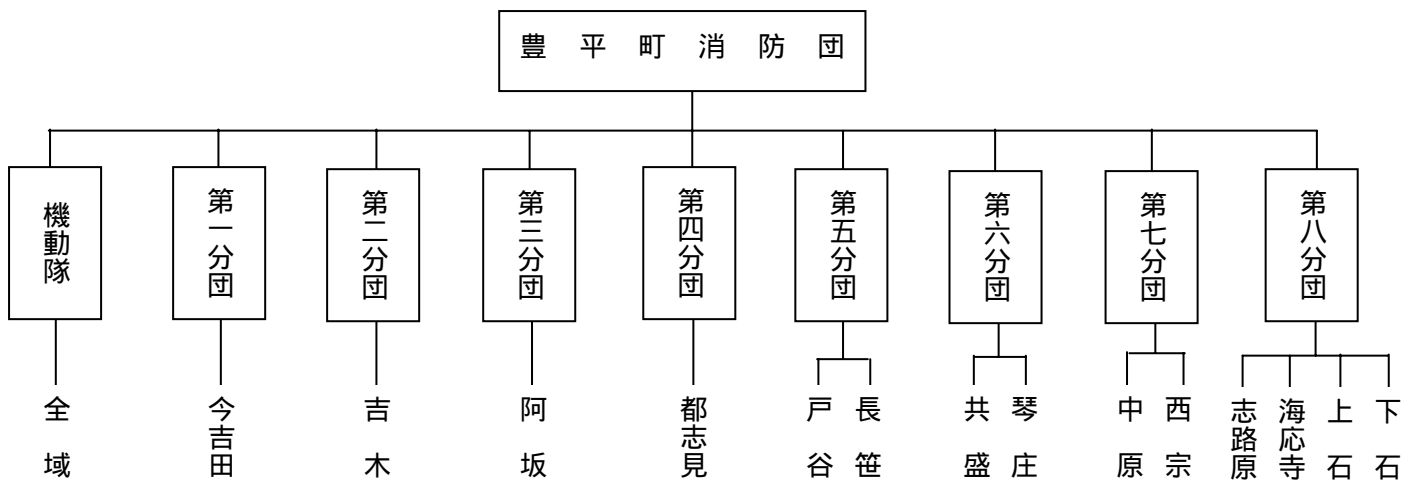 豊平町消防団
機動隊
第一分団
第二分団
第三分団
第四分団
第五分団
第六分団
第七分団
第八分団
全域
今吉田
吉木
阿坂
都志見
戸谷
長笹
共盛
琴庄
中原
西宗
志路原
海応寺
上石
下石